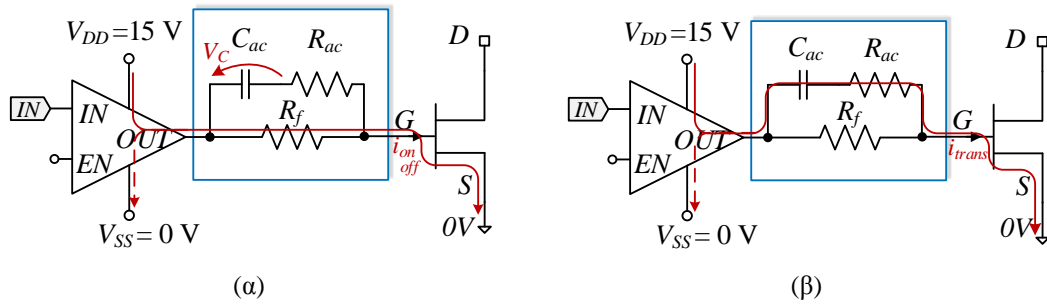 V_DD = 15 V
C_ac
R_ac
V_C
D
IN
IN
R_f
OUT
G
EN
i_on
off
S
V_SS = 0 V
0V
(α)
V_DD = 15 V
C_ac
R_ac
D
IN
IN
R_f
OUT
G
EN
i_trans
S
V_SS = 0 V
0V
(β)